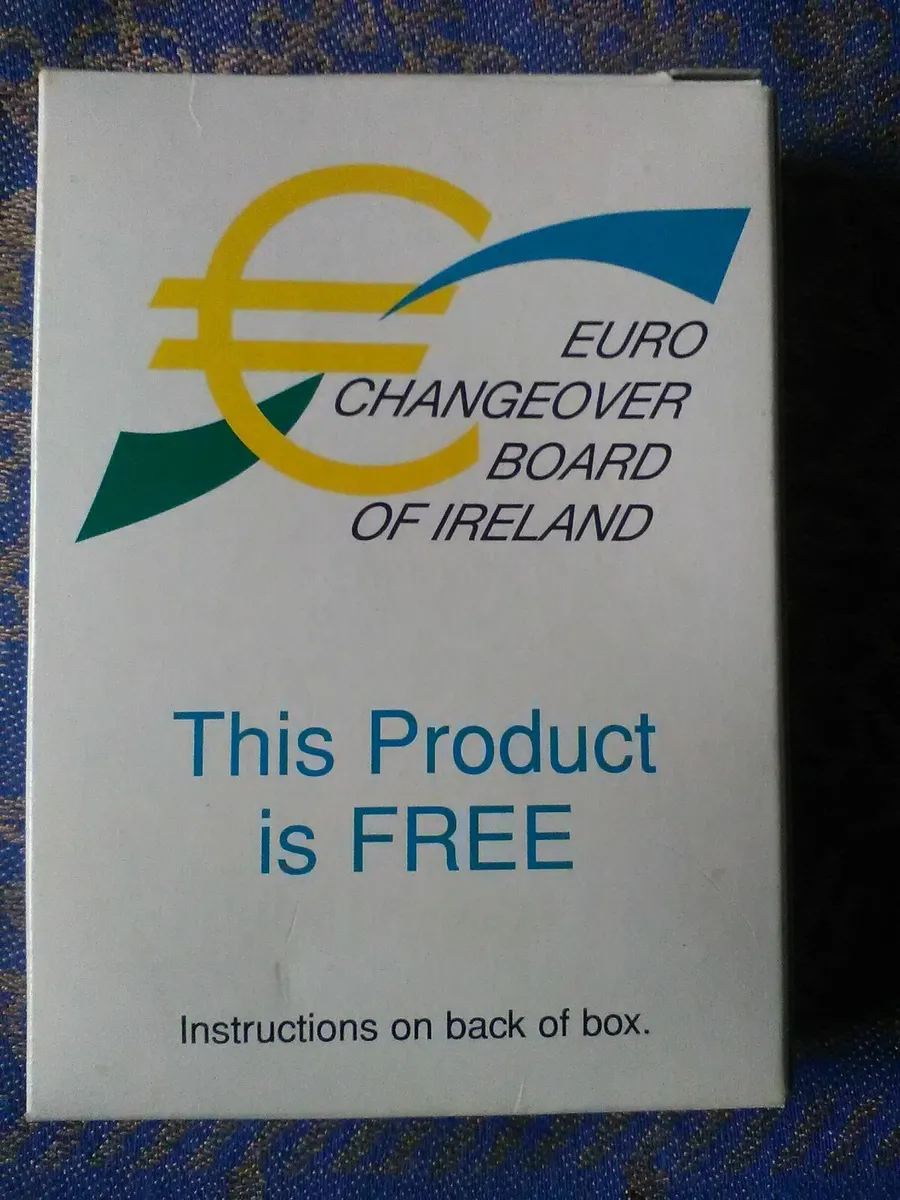 EURO
CHANGEOVER
BOARD
OF IRELAND
This Product
is FREE
Instructions on back of box.